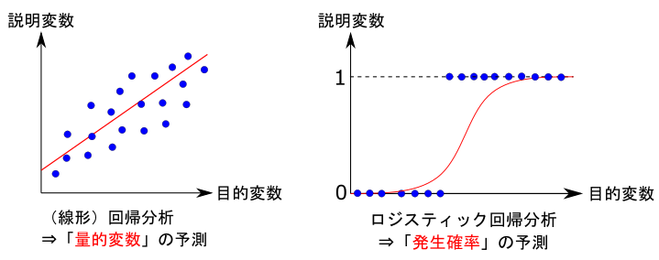 説明変数
目的変数
（線形）回帰分析
⇒「量的変数」の予測
説明変数
1
0
目的変数
ロジスティック回帰分析
⇒「発生確率」の予測